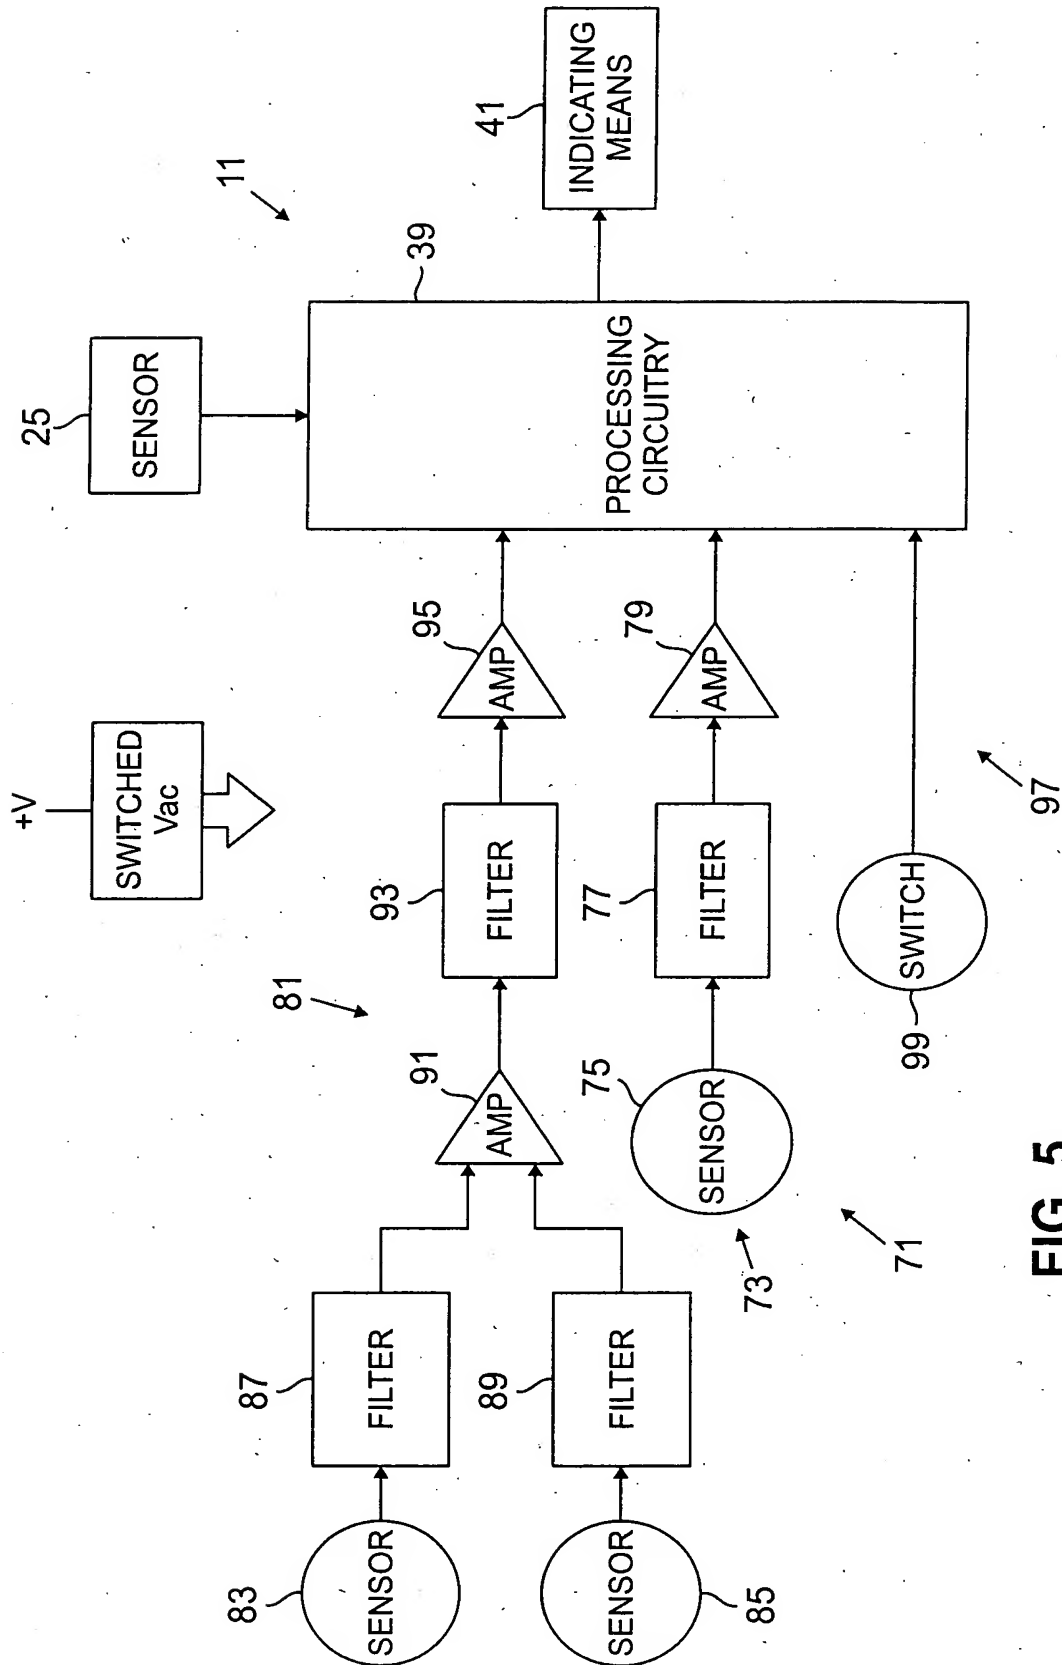 +V
SWITCHED
Vac
25
SENSOR
11
41
INDICATING
MEANS
39
PROCESSING
CIRCUITRY
81
87
FILTER
83
SENSOR
91
AMP
93
FILTER
95
AMP
89
FILTER
85
SENSOR
75
SENSOR
73
71
77
FILTER
79
AMP
99
SWITCH
97
FIG. 5